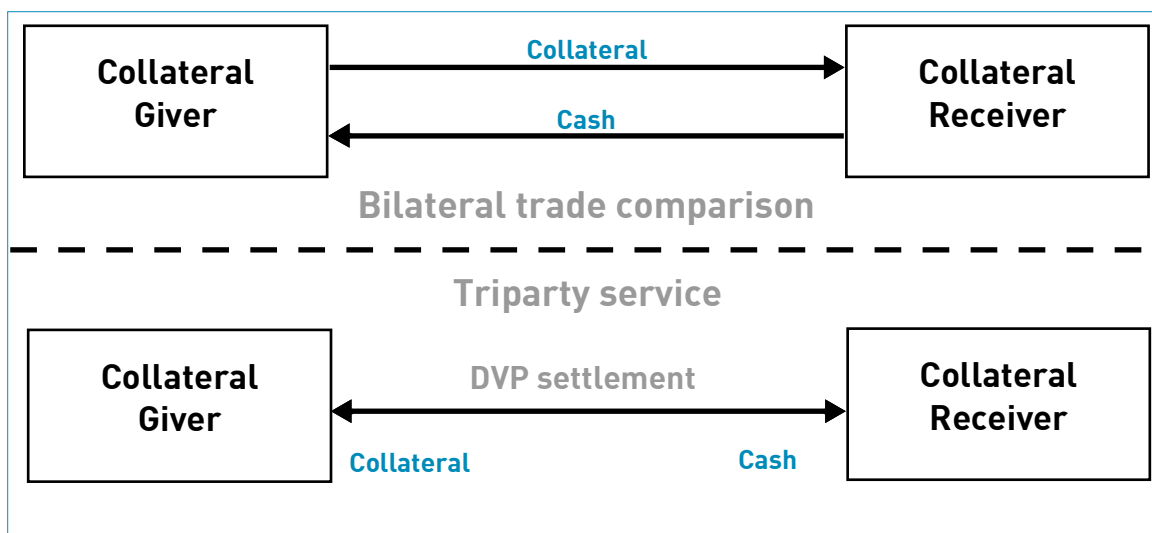 Collateral
Giver
Collateral
Cash
Collateral
Receiver
Bilateral trade comparison
Triparty service
Collateral
Giver
DVP settlement
Collateral
Cash
Collateral
Receiver